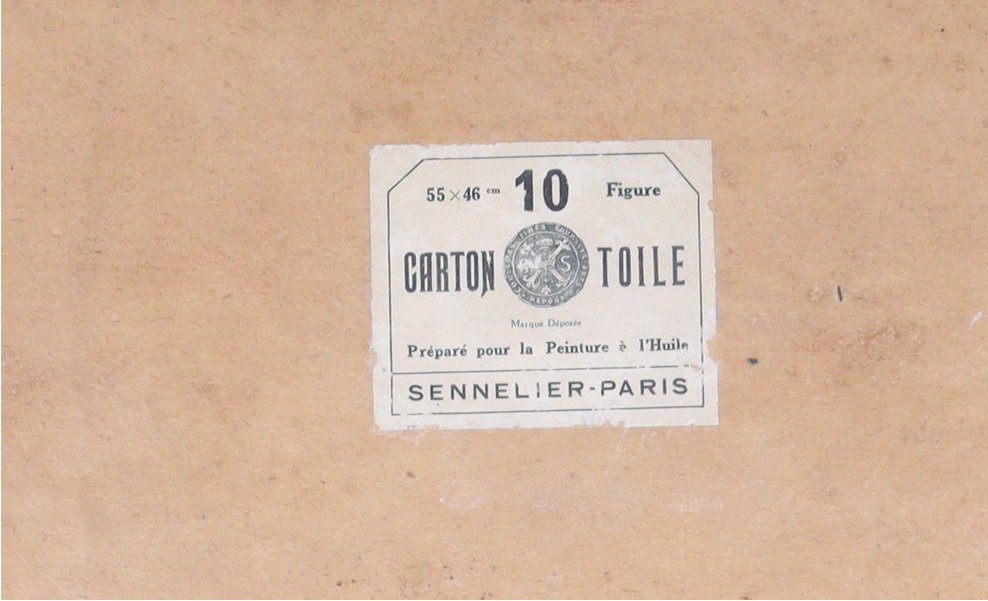 55 × 46 cm 10 Figure
CARTON TOILE
Marque Déposée
Préparé pour la Peinture à l'Huile
SENNELIER-PARIS